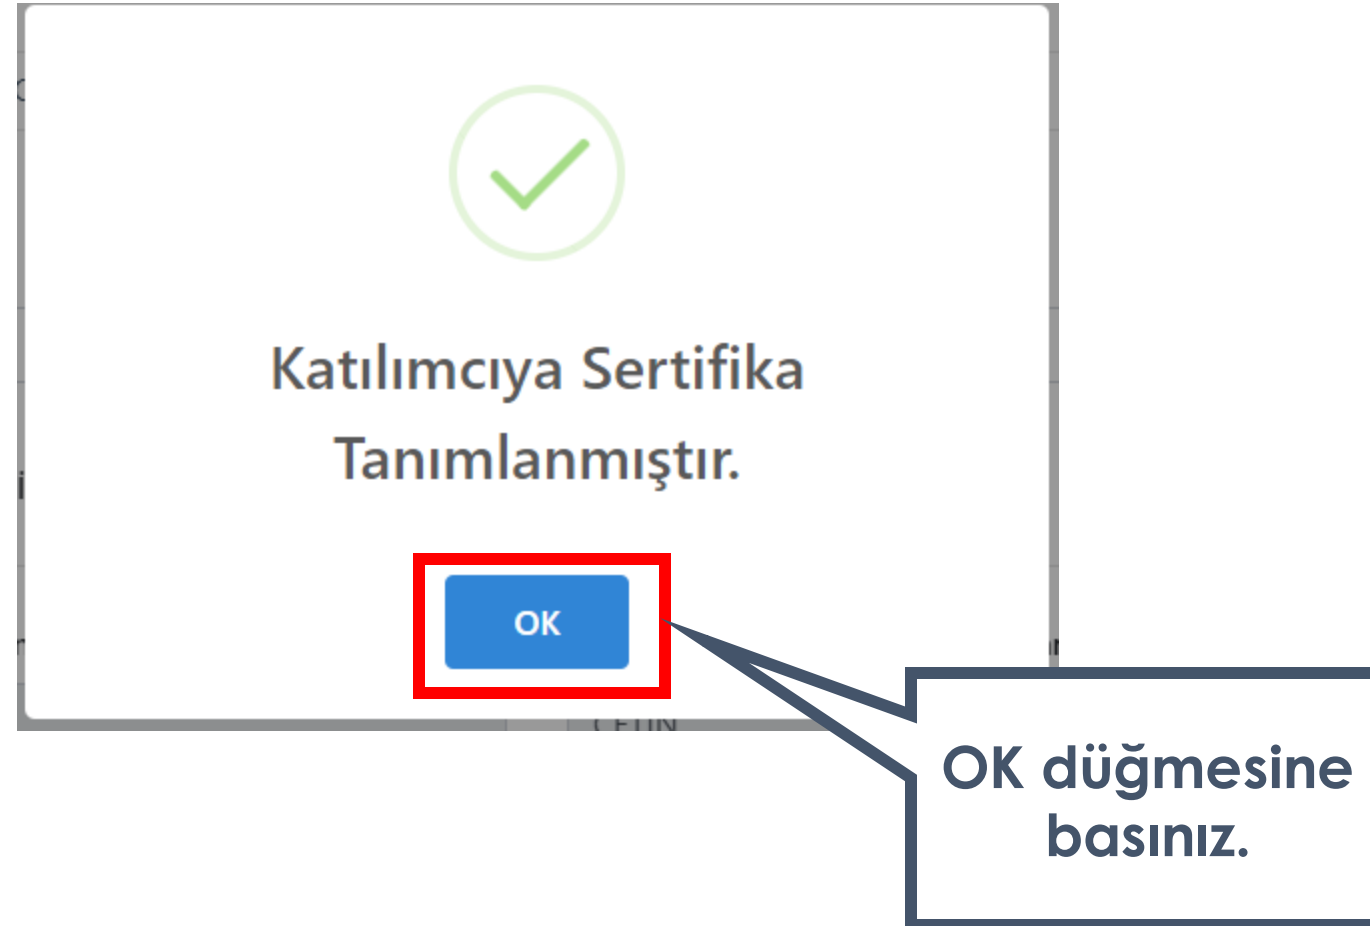 Katılımcıya Sertifika
Tanımlanmıştır.
OK
OK düğmesine
basınız.